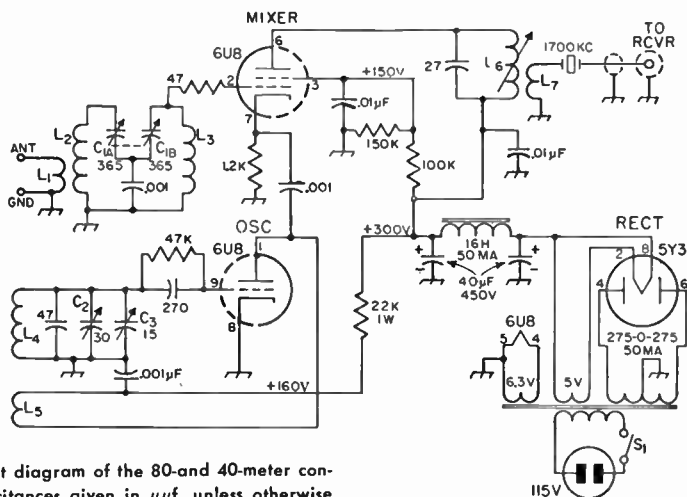 MIXER
6U8
6
2
3
7
47
+150V
.01µF
150K
100K
27
L6
L7
1700KC
TO
RCVR
.01µF
L2
C1A
365
C1B
365
L3
ANT
L1
GND
.001
1.2K
.001
OSC
6U8
1
9
8
47K
270
L4
47
C2
30
C3
15
.001µF
L5
+160V
22K
1W
+300V
16H
50 MA
+
-
+
-
40µF
450V
RECT
5Y3
2
8
4
6
275-0-275
50MA
6U8
5
4
6.3V
5V
S1
115V
t diagram of the 80-and 40-meter con-
citances given in µµf. unless otherwise